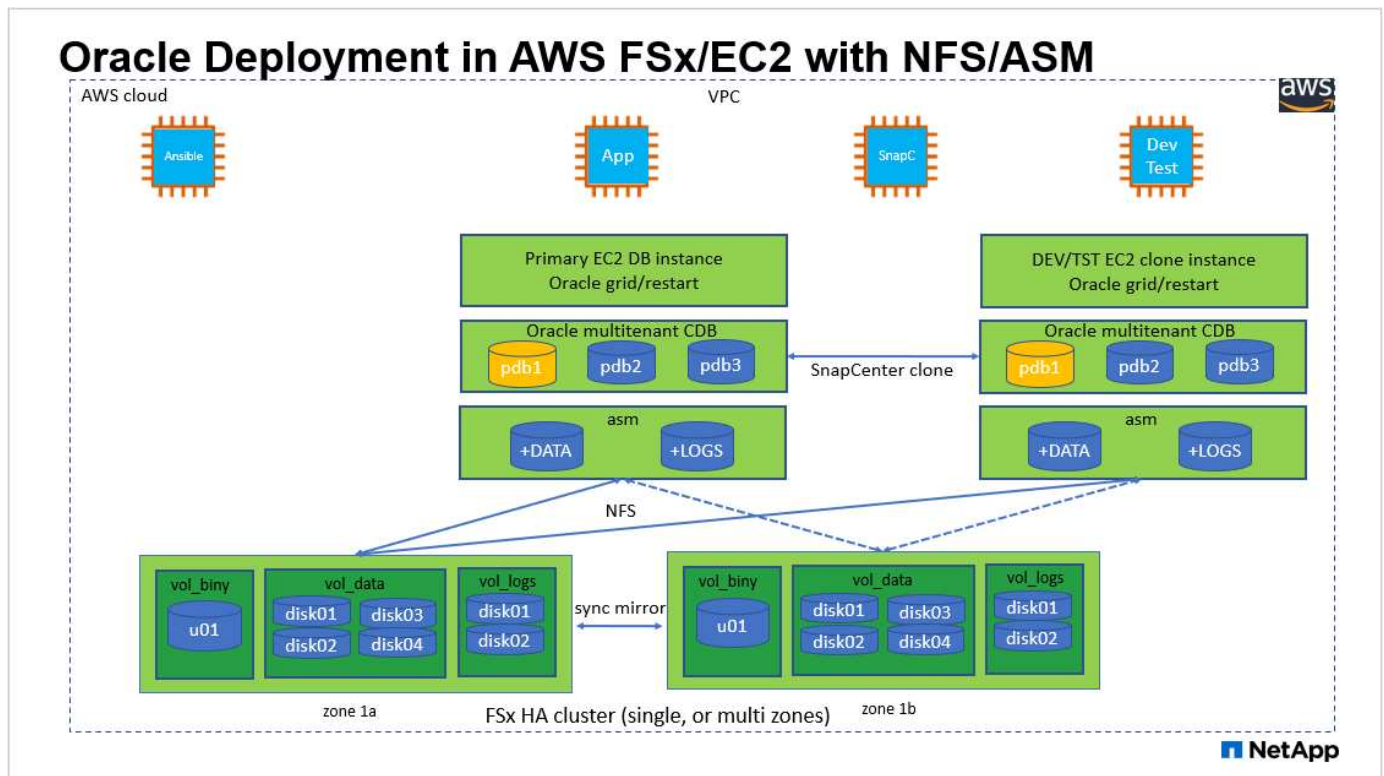 Oracle Deployment in AWS FSx/EC2 with NFS/ASM
AWS cloud
VPC
aws
Ansible
App
SnapC
Dev
Test
Primary EC2 DB instance
Oracle grid/restart
DEV/TST EC2 clone instance
Oracle grid/restart
Oracle multitenant CDB
pdb1
pdb2
pdb3
SnapCenter clone
Oracle multitenant CDB
pdb1
pdb2
pdb3
asm
+DATA
+LOGS
asm
+DATA
+LOGS
NFS
vol_biny
u01
vol_data
disk01
disk03
disk02
disk04
vol_logs
disk01
disk02
sync mirror
vol_biny
u01
vol_data
disk01
disk03
disk02
disk04
vol_logs
disk01
disk02
zone 1a
FSx HA cluster (single, or multi zones)
zone 1b
NetApp